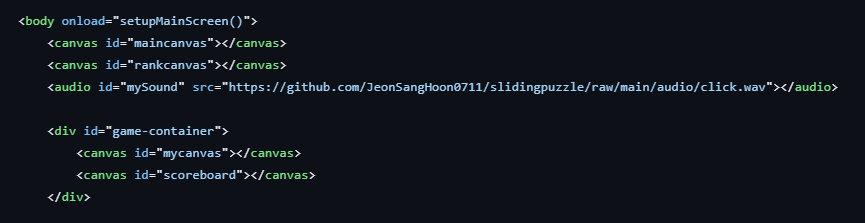 <body onload="setupMainScreen()">
<canvas id="maincanvas"></canvas>
<canvas id="rankcanvas"></canvas>
<audio id="mySound" src="https://github.com/JeonSangHoon0711/slidingpuzzle/raw/main/audio/click.wav"></audio>
<div id="game-container">
<canvas id="mycanvas"></canvas>
<canvas id="scoreboard"></canvas>
</div>